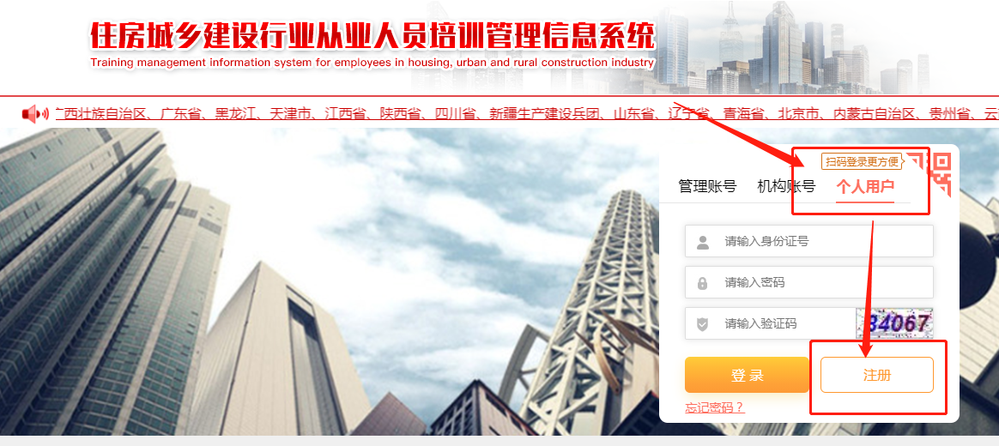 住房城乡建设行业从业人员培训管理信息系统
Training management information system for employees in housing, urban and rural construction industry
广西壮族自治区、广东省、黑龙江、天津市、江西省、陕西省、四川省、新疆生产建设兵团、山东省、辽宁省、青海省、北京市、内蒙古自治区、贵州省、云
扫码登录更方便
管理账号 机构账号 个人用户
请输入身份证号
请输入密码
请输入验证码 34067
登录 注册
忘记密码？